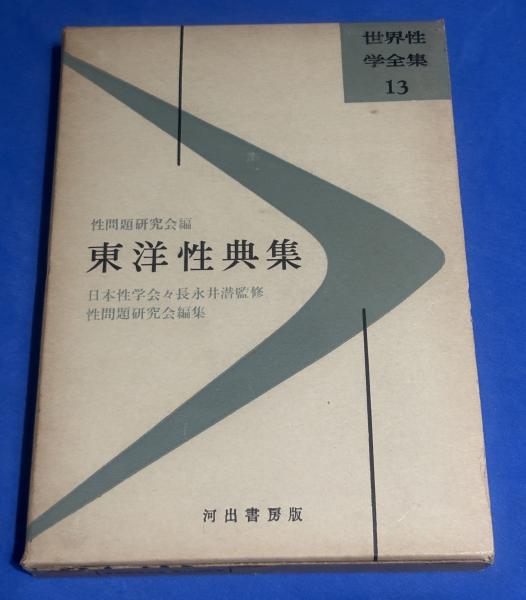 世界性
学全集
13
性問題研究会編
東洋性典集
日本性学会々長永井潜監修
性問題研究会編集
河出書房版